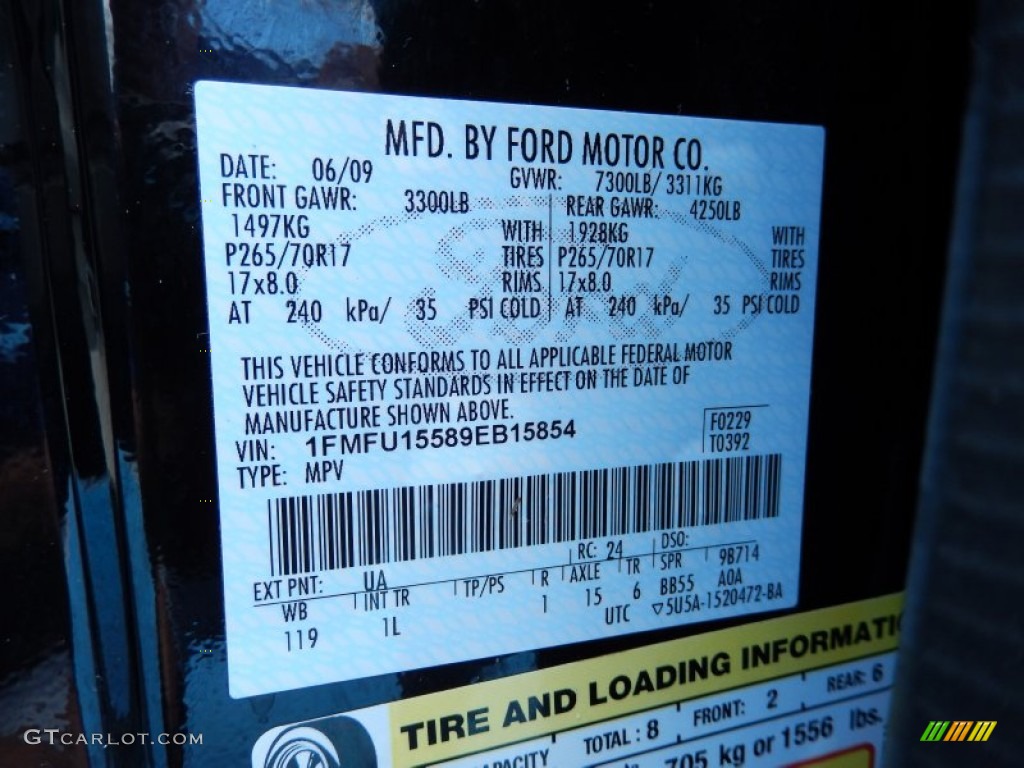 MFD. BY FORD MOTOR CO.
DATE: 06/09 GVWR: 7300LB/ 3311KG
FRONT GAWR: 3300LB REAR GAWR: 4250LB
1497KG WITH 1928KG WITH
P265/70R17 TIRES P265/70R17 TIRES
17x8.0 RIMS 17x8.0 RIMS
AT 240 kPa/ 35 PSI COLD AT 240 kPa/ 35 PSI COLD
Ford
THIS VEHICLE CONFORMS TO ALL APPLICABLE FEDERAL MOTOR
VEHICLE SAFETY STANDARDS IN EFFECT ON THE DATE OF
MANUFACTURE SHOWN ABOVE.
VIN: 1FMFU15589EB15854 F0229
TYPE: MPV T0392
EXT PNT: UA RC: 24 DSO:
WB INT TR TP/PS R AXLE TR SPR 9B714
119 1L 1 15 6 BB55 A0A
UTC ▽5U5A-1520472-BA
TIRE AND LOADING INFORMATI
TOTAL : 8 FRONT: 2 REAR: 6
705 kg or 1556 lbs.
GTCARLOT.COM